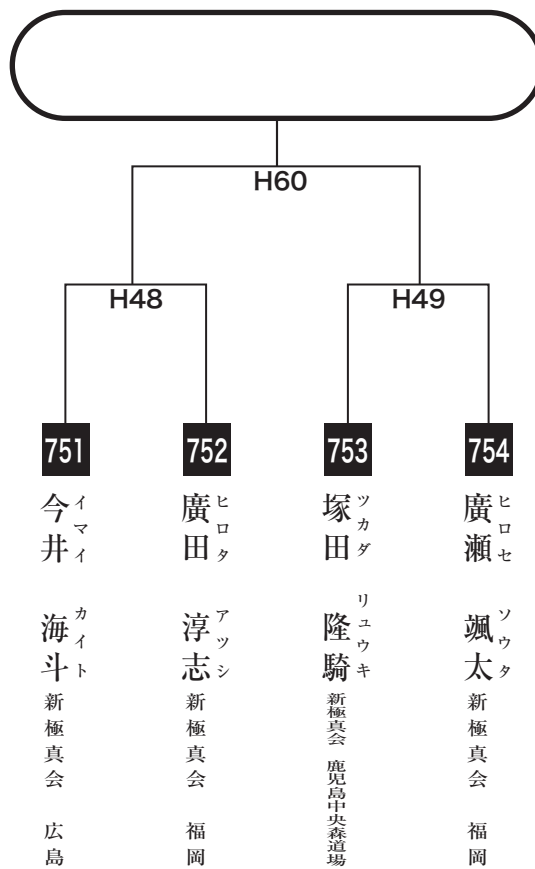 H60
H48
H49
751
752
753
754
今井 海斗
イマイ カイト
新極真会 広島
廣田 淳志
ヒロタ アツシ
新極真会 福岡
塚田 隆騎
ツカダ リュウキ
新極真会 鹿児島中央森道場
廣瀬 颯太
ヒロセ ソウタ
新極真会 福岡